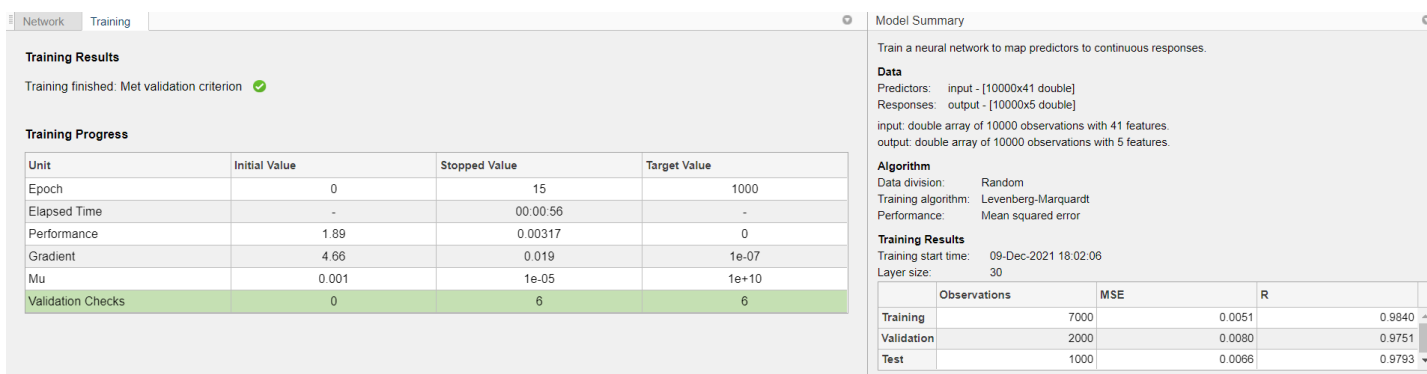 Network Training
Training Results
Training finished: Met validation criterion
Training Progress
Unit Initial Value Stopped Value Target Value
Epoch 0 15 1000
Elapsed Time - 00:00:56 -
Performance 1.89 0.00317 0
Gradient 4.66 0.019 1e-07
Mu 0.001 1e-05 1e+10
Validation Checks 0 6 6
Model Summary
Train a neural network to map predictors to continuous responses.
Data
Predictors: input - [10000x41 double]
Responses: output - [10000x5 double]
input: double array of 10000 observations with 41 features.
output: double array of 10000 observations with 5 features.
Algorithm
Data division: Random
Training algorithm: Levenberg-Marquardt
Performance: Mean squared error
Training Results
Training start time: 09-Dec-2021 18:02:06
Layer size: 30
Observations MSE R
Training 7000 0.0051 0.9840
Validation 2000 0.0080 0.9751
Test 1000 0.0066 0.9793